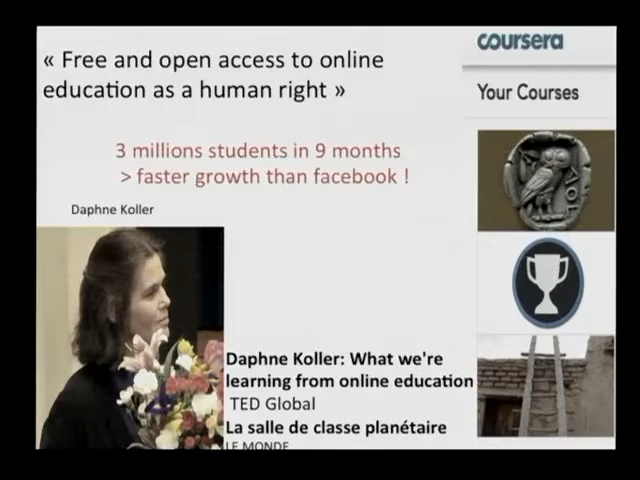 « Free and open access to online
education as a human right »
3 millions students in 9 months
> faster growth than facebook !
Daphne Koller
Daphne Koller: What we're
learning from online education
TED Global
La salle de classe planétaire
LE MONDE
coursera
Your Courses
ΑΘΕ